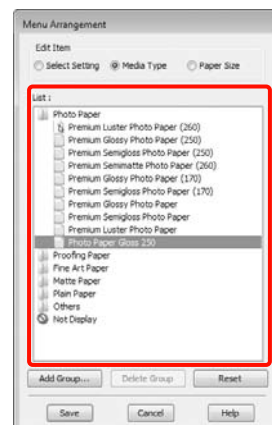 Menu Arrangement
Edit Item
Select Setting Media Type Paper Size
List :
Photo Paper
Premium Luster Photo Paper (260)
Premium Glossy Photo Paper (250)
Premium Semigloss Photo Paper (250)
Premium Semimatte Photo Paper (260)
Premium Glossy Photo Paper (170)
Premium Semigloss Photo Paper (170)
Premium Glossy Photo Paper
Premium Semigloss Photo Paper
Premium Luster Photo Paper
Photo Paper Gloss 250
Proofing Paper
Fine Art Paper
Matte Paper
Plain Paper
Others
Not Display
Add Group... Delete Group Reset
Save Cancel Help